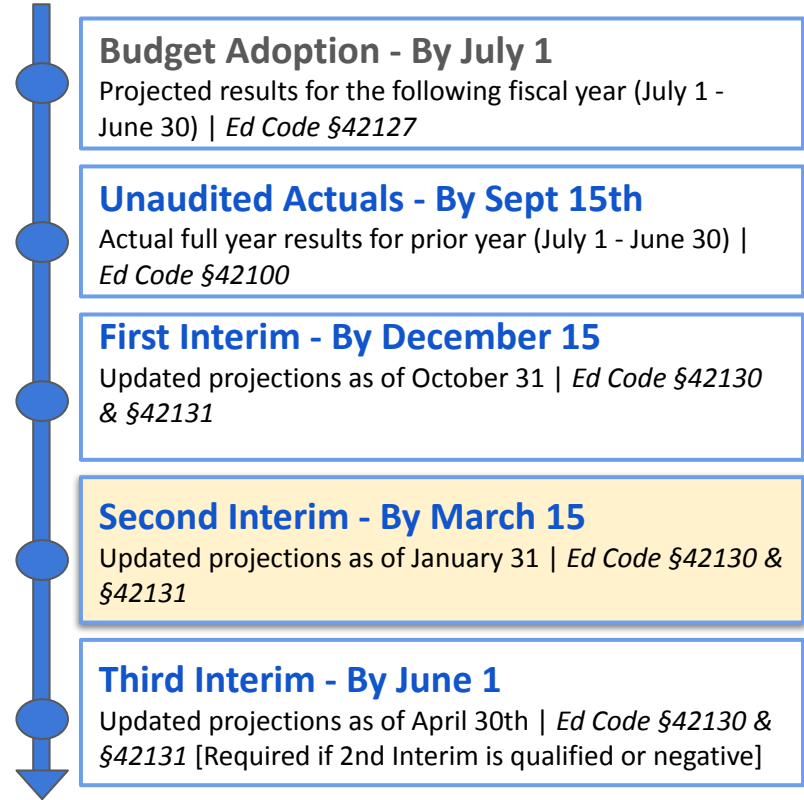 Budget Adoption - By July 1
Projected results for the following fiscal year (July 1 -
June 30) | Ed Code §42127
Unaudited Actuals - By Sept 15th
Actual full year results for prior year (July 1 - June 30) |
Ed Code §42100
First Interim - By December 15
Updated projections as of October 31 | Ed Code §42130
& §42131
Second Interim - By March 15
Updated projections as of January 31 | Ed Code §42130 &
§42131
Third Interim - By June 1
Updated projections as of April 30th | Ed Code §42130 &
§42131 [Required if 2nd Interim is qualified or negative]